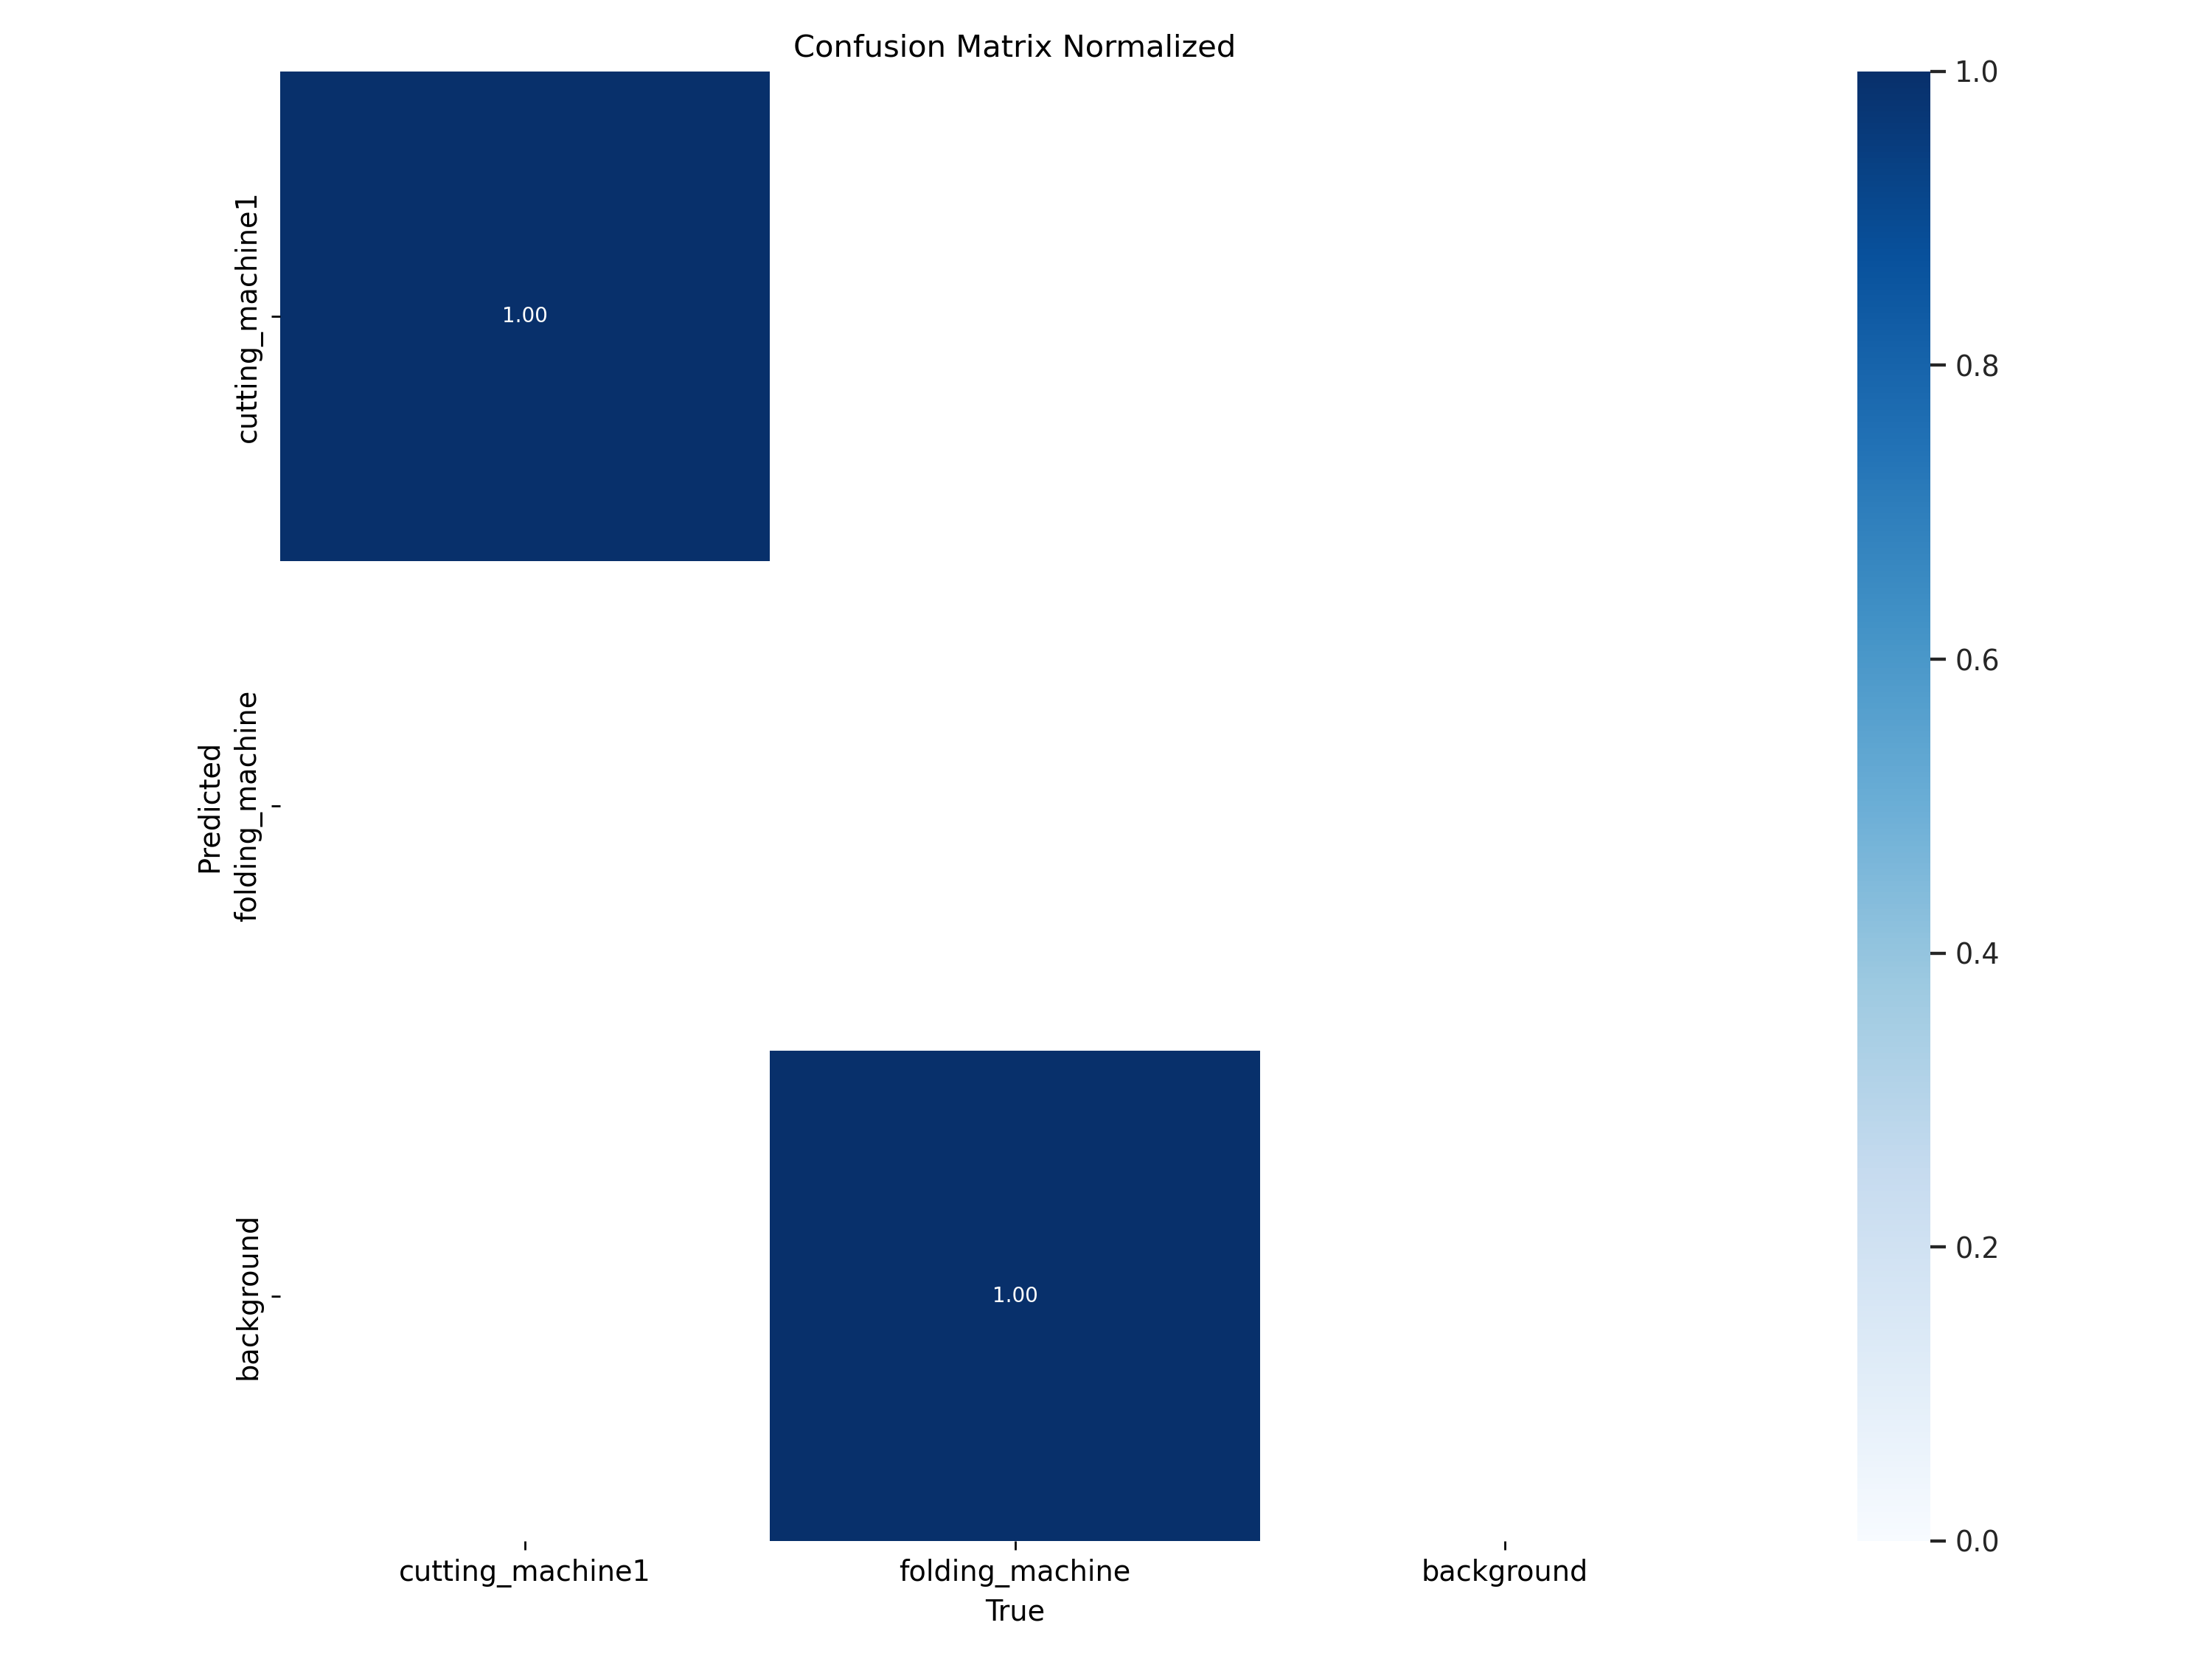 Confusion Matrix Normalized
cutting_machine1
folding_machine
background
Predicted
1.00
1.00
cutting_machine1
folding_machine
background
True
1.0
0.8
0.6
0.4
0.2
0.0